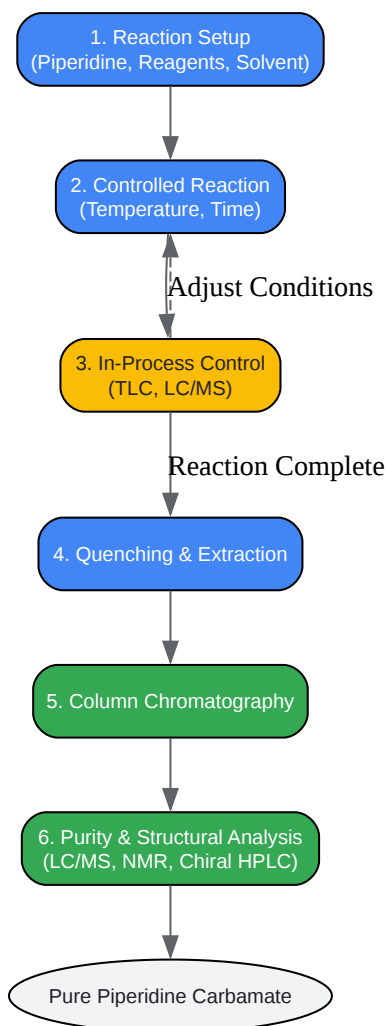 1. Reaction Setup
(Piperidine, Reagents, Solvent)
2. Controlled Reaction
(Temperature, Time)
Adjust Conditions
3. In-Process Control
(TLC, LC/MS)
Reaction Complete
4. Quenching & Extraction
5. Column Chromatography
6. Purity & Structural Analysis
(LC/MS, NMR, Chiral HPLC)
Pure Piperidine Carbamate